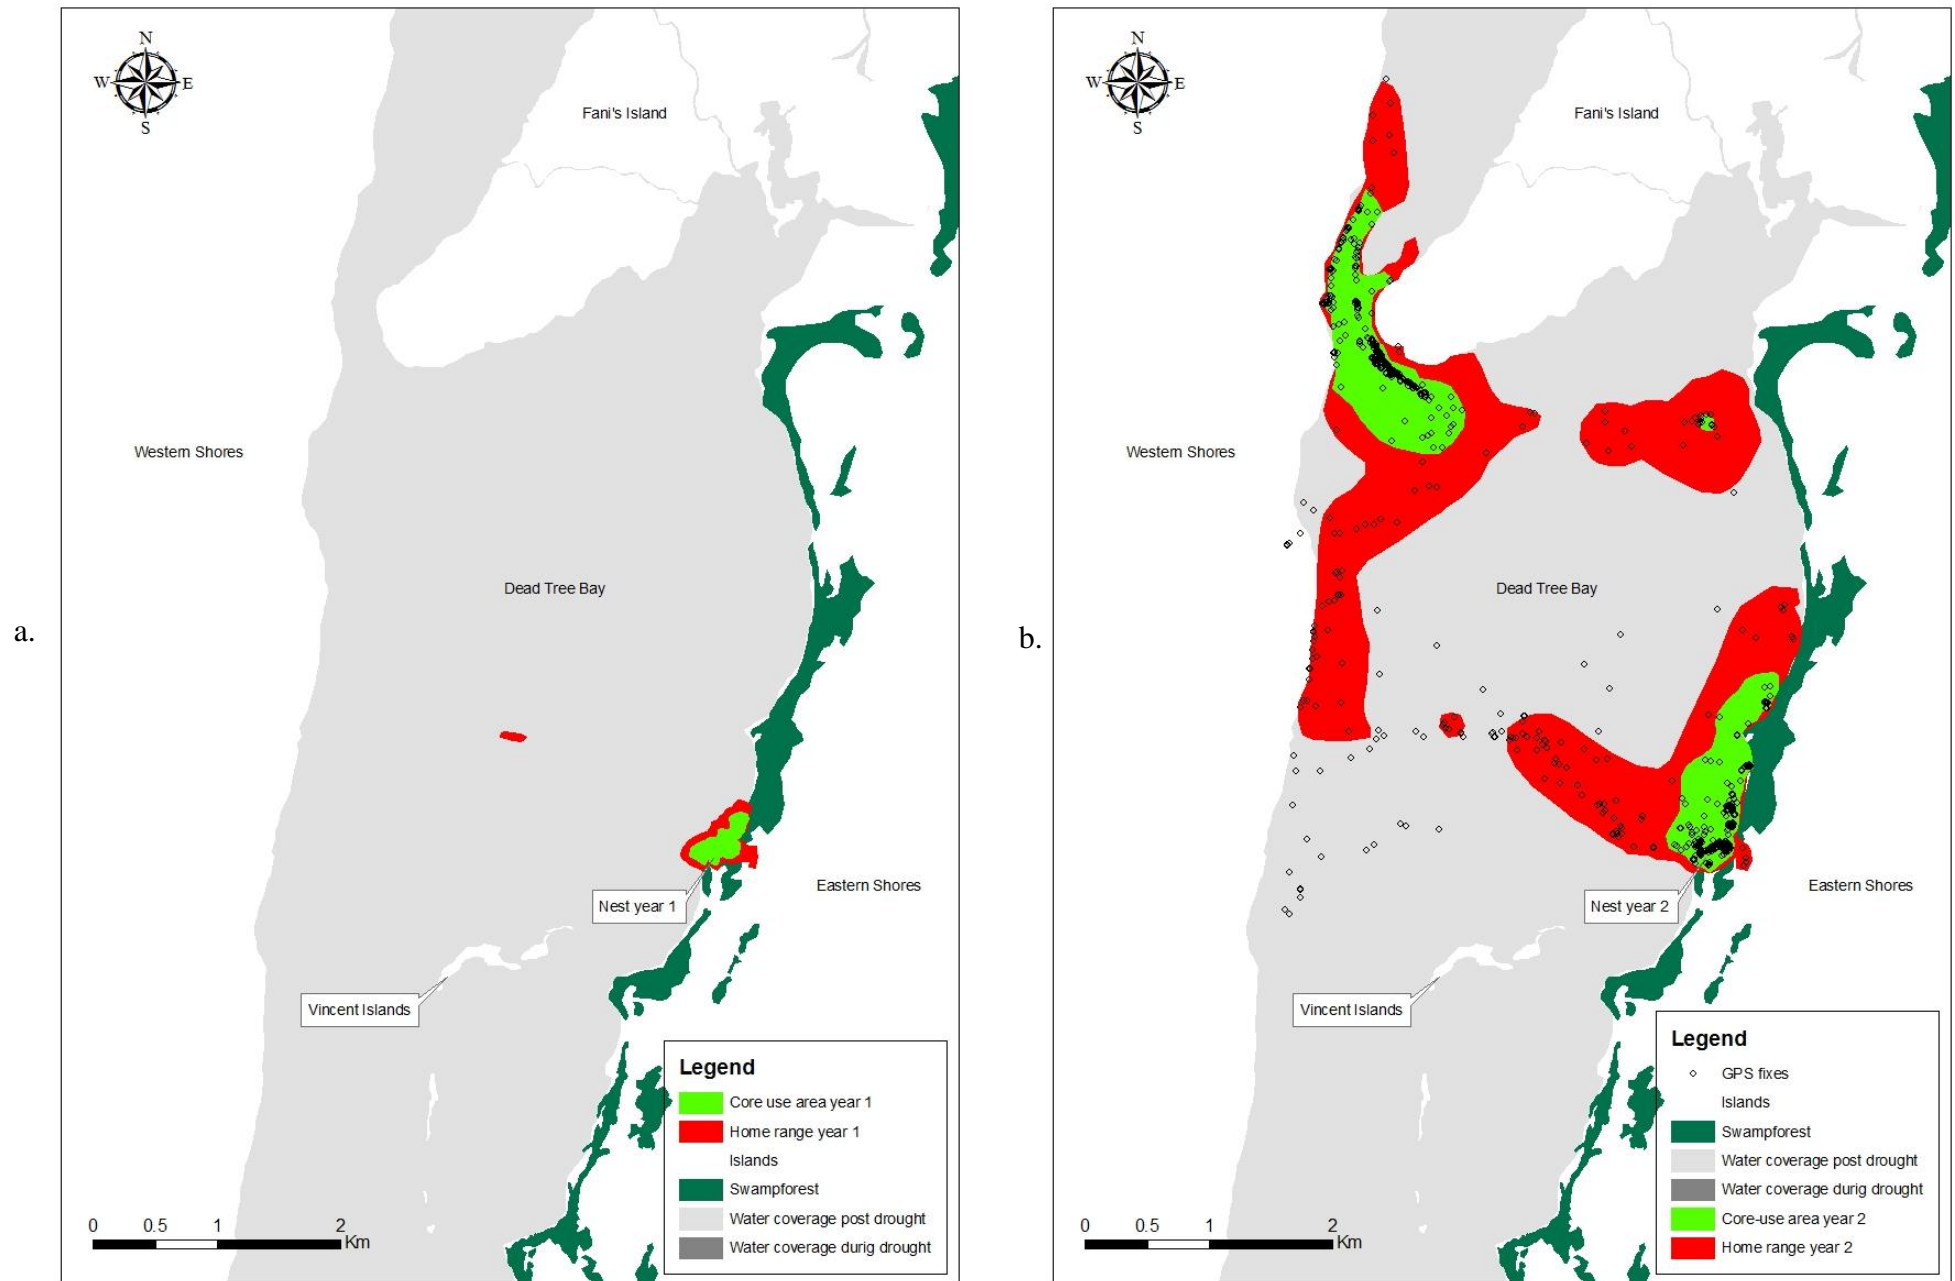 a.
N
W E
S
Fani's Island
Western Shores
Dead Tree Bay
Eastern Shores
Nest year 1
Vincent Islands
Legend
Core use area year 1
Home range year 1
Islands
Swampforest
Water coverage post drought
Water coverage durig drought
0 0.5 1 2
Km
b.
N
W E
S
Fani's Island
Western Shores
Dead Tree Bay
Eastern Shores
Nest year 2
Vincent Islands
Legend
GPS fixes
Islands
Swampforest
Water coverage post drought
Water coverage durig drought
Core-use area year 2
Home range year 2
0 0.5 1 2
Km